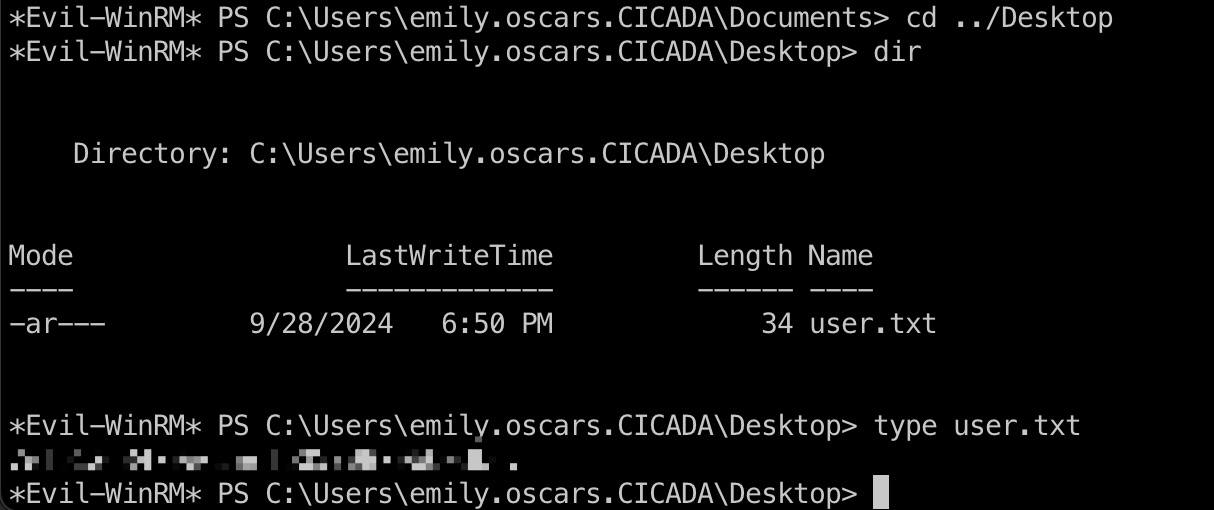 *Evil-WinRM* PS C:\Users\emily.oscars.CICADA\Documents> cd ../Desktop
*Evil-WinRM* PS C:\Users\emily.oscars.CICADA\Desktop> dir
Directory: C:\Users\emily.oscars.CICADA\Desktop
Mode LastWriteTime Length Name
---- ------------- ------ ----
-ar--- 9/28/2024 6:50 PM 34 user.txt
*Evil-WinRM* PS C:\Users\emily.oscars.CICADA\Desktop> type user.txt
*Evil-WinRM* PS C:\Users\emily.oscars.CICADA\Desktop>